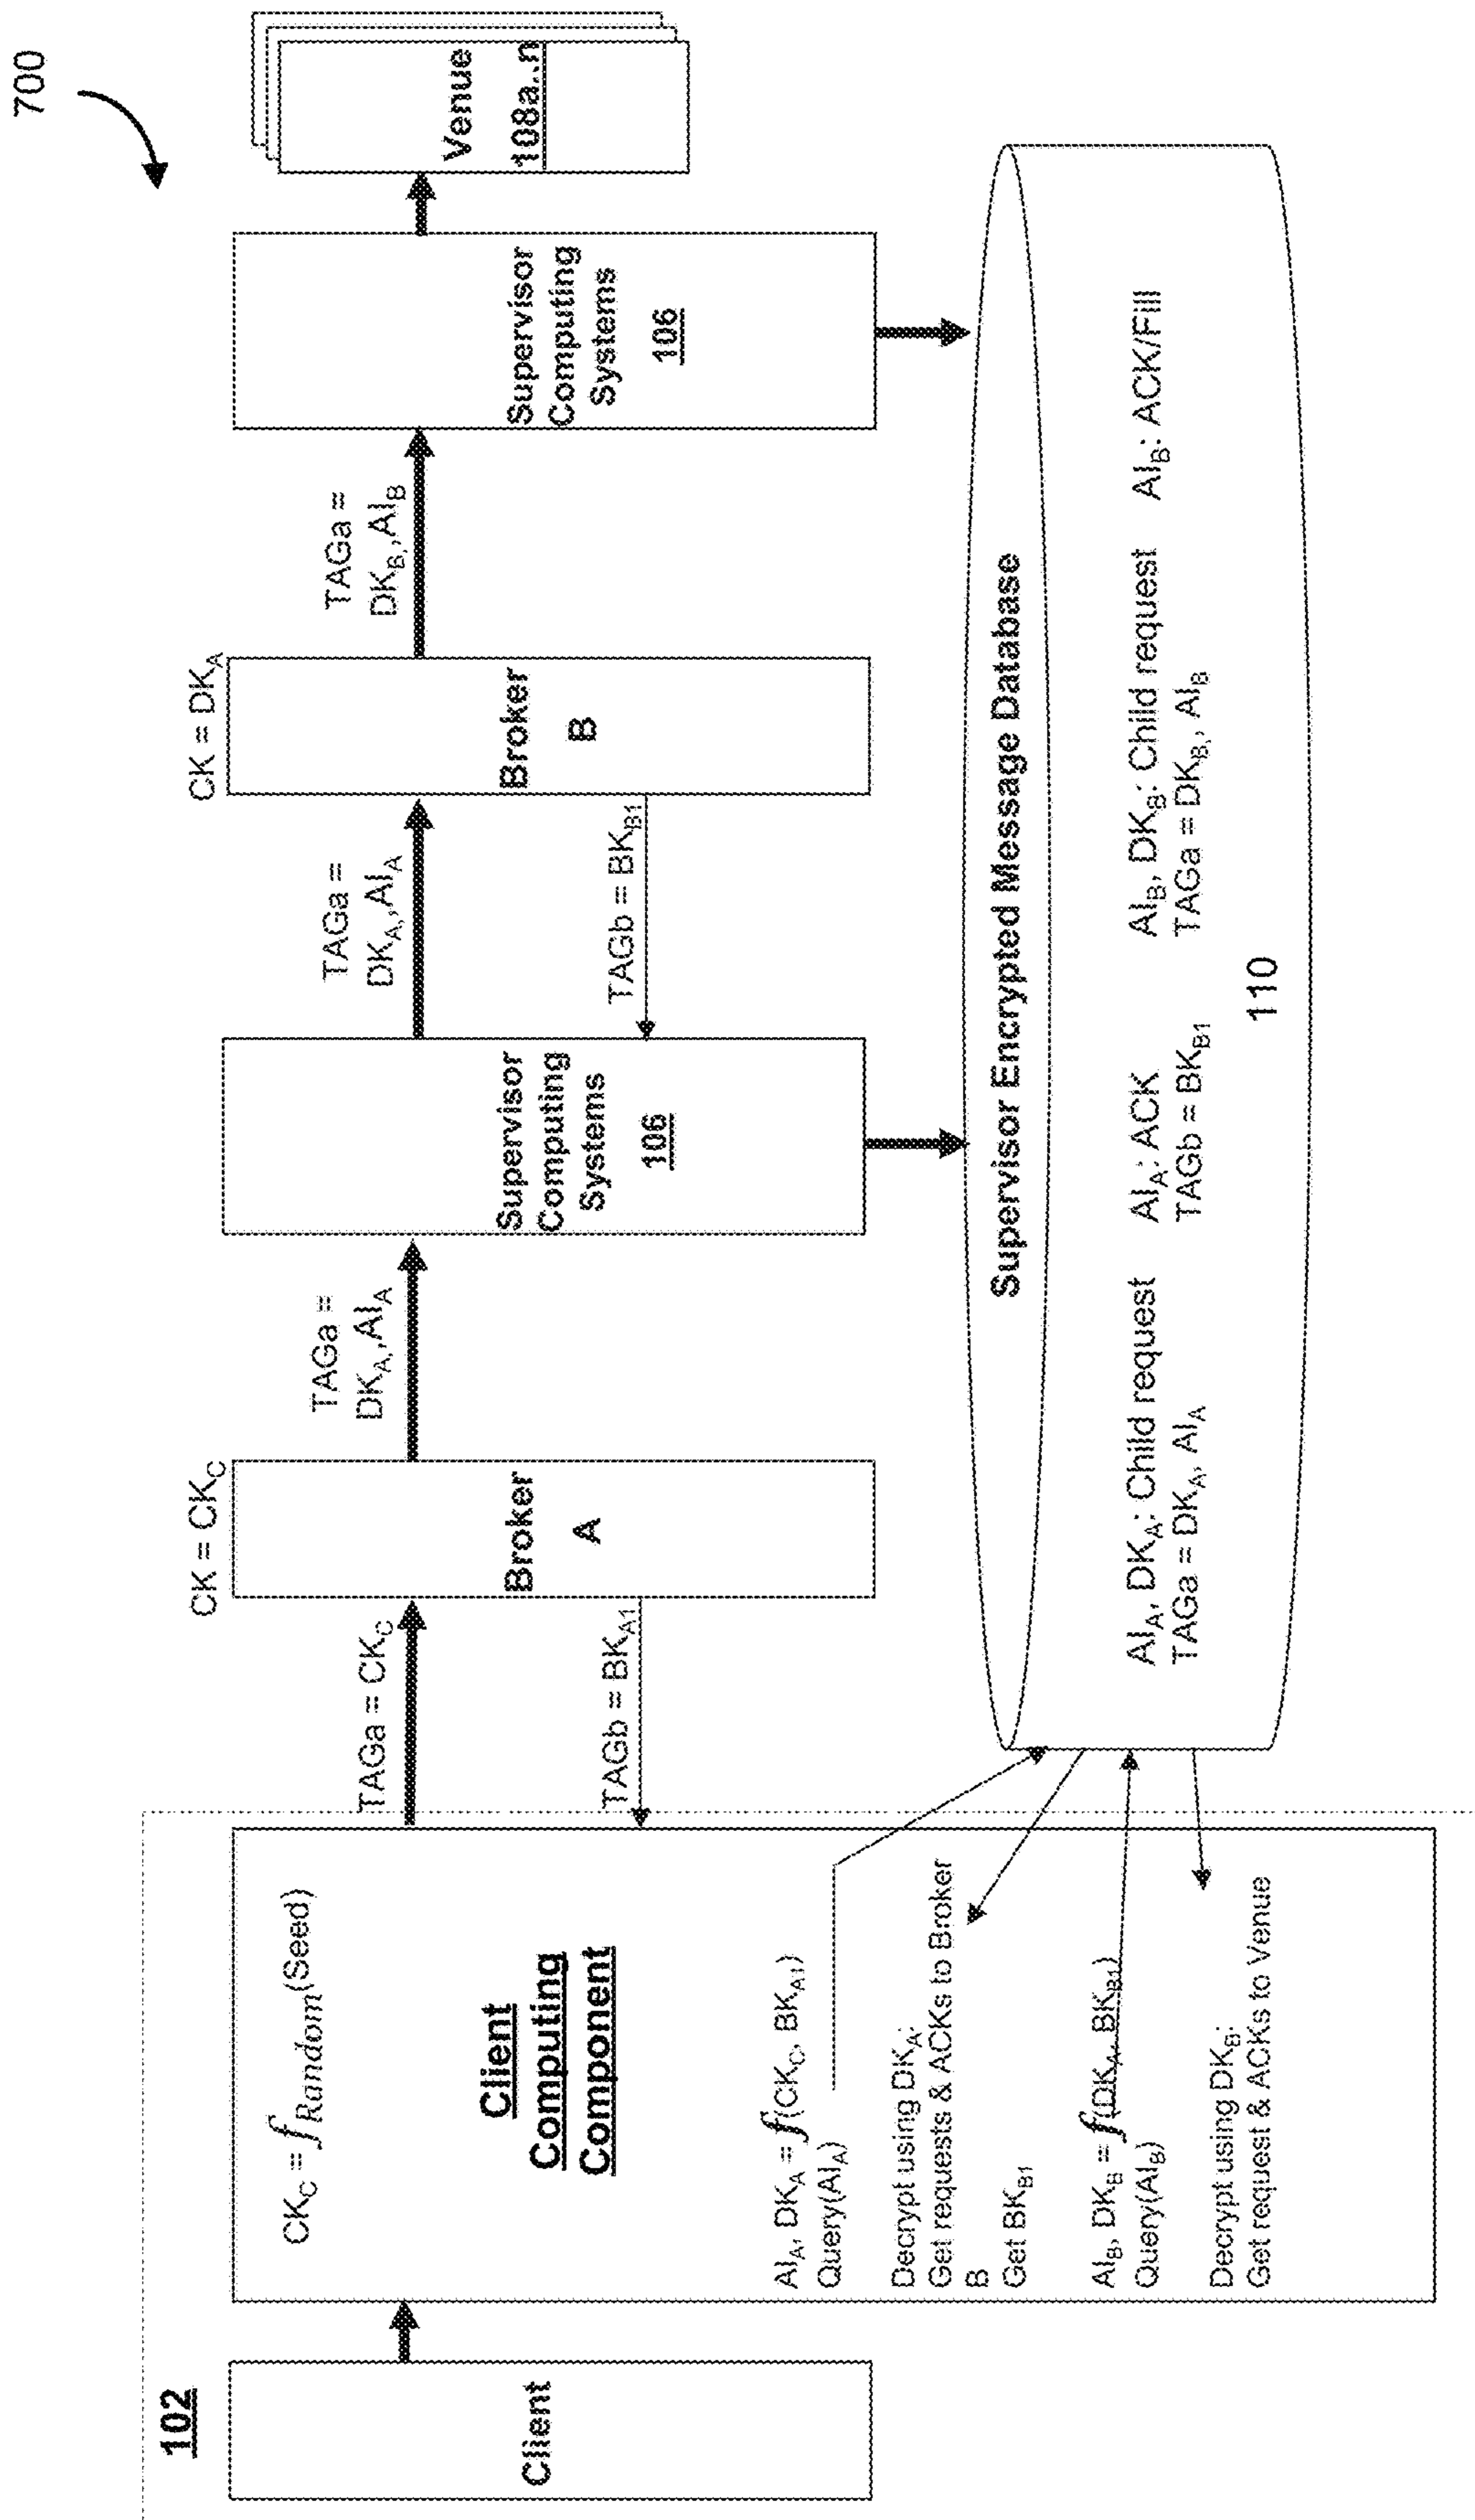 700
102
Client
CK_C = f_Random(Seed)
Client
Computing
Component
AI_A, DK_A = f(CK_C, BK_A1)
Query(AI_A)
Decrypt using DK_A:
Get requests & ACKs to Broker
B
Get BK_B1
AI_B, DK_B = f(DK_A, BK_B1)
Query(AI_B)
Decrypt using DK_B:
Get request & ACKs to Venue
TAGa = CK_C
TAGb = BK_A1
CK = CK_C
Broker
A
TAGa =
DK_A,,AI_A
Supervisor
Computing
Systems
106
TAGa =
DK_A,,AI_A
TAGb = BK_B1
CK = DK_A
Broker
B
TAGa =
DK_B,,AI_B
Supervisor
Computing
Systems
106
Venue
108a..n
Supervisor Encrypted Message Database
AI_A, DK_A: Child request
TAGa = DK_A, AI_A
AI_A: ACK
TAGb = BK_B1
AI_B, DK_B: Child request
TAGa = DK_B,, AI_B
AI_B: ACK/Fill
110